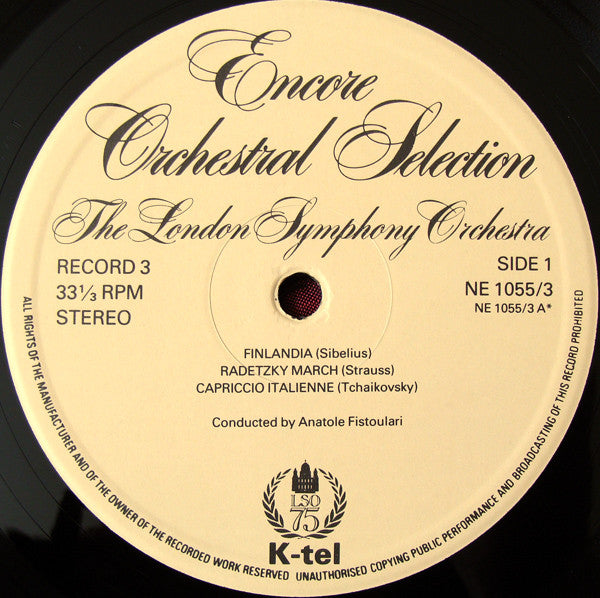 Encore
Orchestral Selection
The London Symphony Orchestra
RECORD 3
33⅓ RPM
STEREO
SIDE 1
NE 1055/3
NE 1055/3 A*
FINLANDIA (Sibelius)
RADETZKY MARCH (Strauss)
CAPRICCIO ITALIENNE (Tchaikovsky)
Conducted by Anatole Fistoulari
LSO
75
K-tel
ALL RIGHTS OF THE MANUFACTURER AND OF THE OWNER OF THE RECORDED WORK RESERVED UNAUTHORISED COPYING PUBLIC PERFORMANCE AND BROADCASTING OF THIS RECORD PROHIBITED